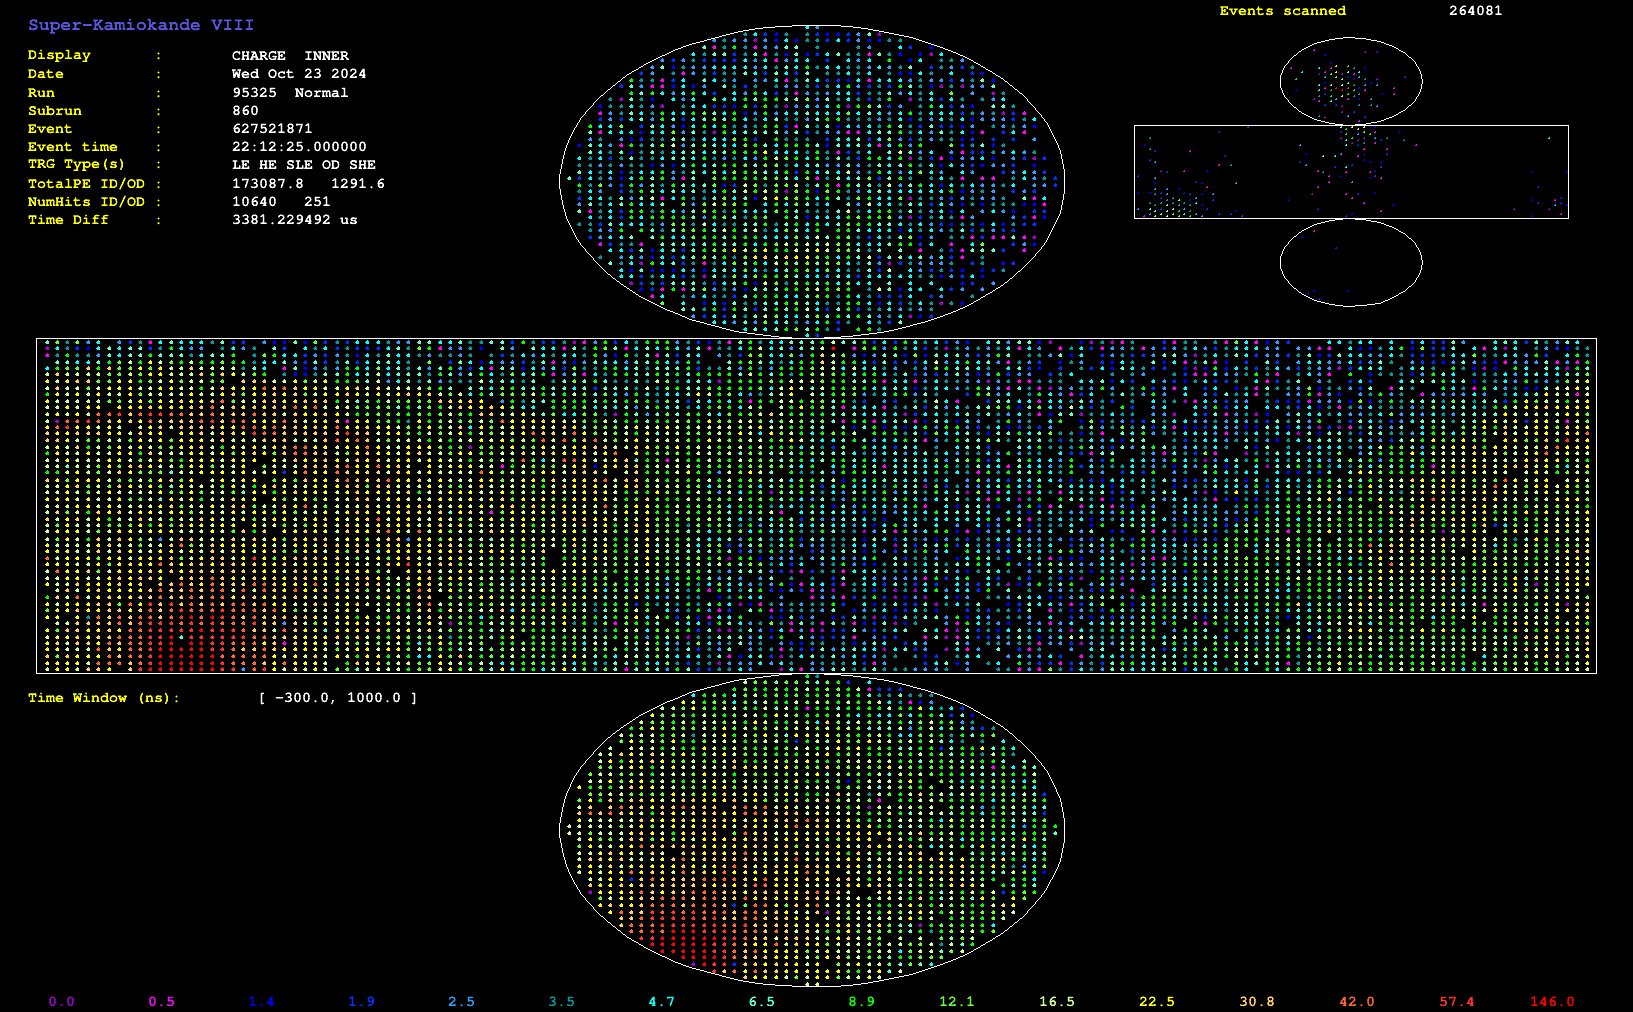 Super-Kamiokande VIII
Events scanned 264081
Display : CHARGE INNER
Date : Wed Oct 23 2024
Run : 95325 Normal
Subrun : 860
Event : 627521871
Event time : 22:12:25.000000
TRG Type(s) : LE HE SLE OD SHE
TotalPE ID/OD : 173087.8 1291.6
NumHits ID/OD : 10640 251
Time Diff : 3381.229492 us
Time Window (ns): [ −300.0, 1000.0 ]
0.0 0.5 1.4 1.9 2.5 3.5 4.7 6.5 8.9 12.1 16.5 22.5 30.8 42.0 57.4 146.0